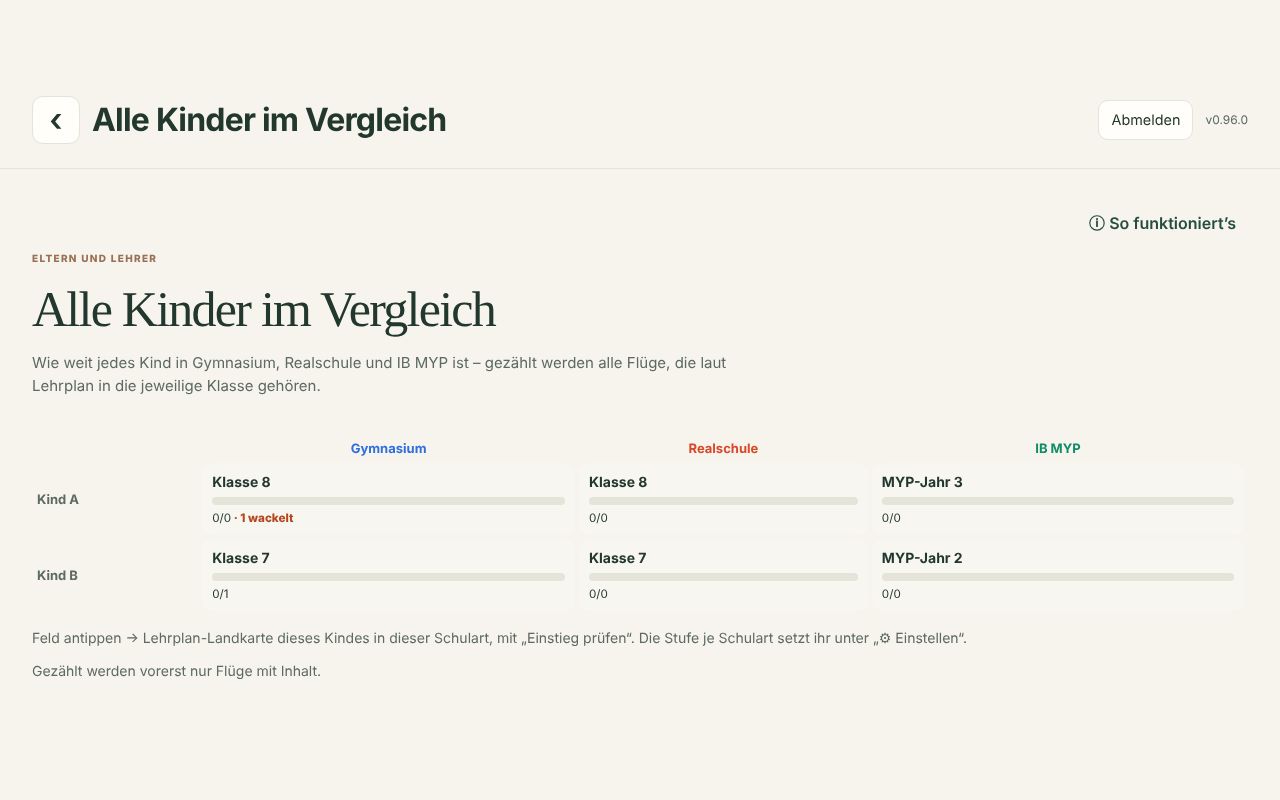 ‹ Alle Kinder im Vergleich
Abmelden v0.96.0
ⓘ So funktioniert’s
ELTERN UND LEHRER
Alle Kinder im Vergleich
Wie weit jedes Kind in Gymnasium, Realschule und IB MYP ist – gezählt werden alle Flüge, die laut
Lehrplan in die jeweilige Klasse gehören.
Gymnasium Realschule IB MYP
Kind A
Klasse 8
0/0 · 1 wackelt
Klasse 8
0/0
MYP-Jahr 3
0/0
Kind B
Klasse 7
0/1
Klasse 7
0/0
MYP-Jahr 2
0/0
Feld antippen → Lehrplan-Landkarte dieses Kindes in dieser Schulart, mit „Einstieg prüfen“. Die Stufe je Schulart setzt ihr unter „⚙ Einstellen“.
Gezählt werden vorerst nur Flüge mit Inhalt.